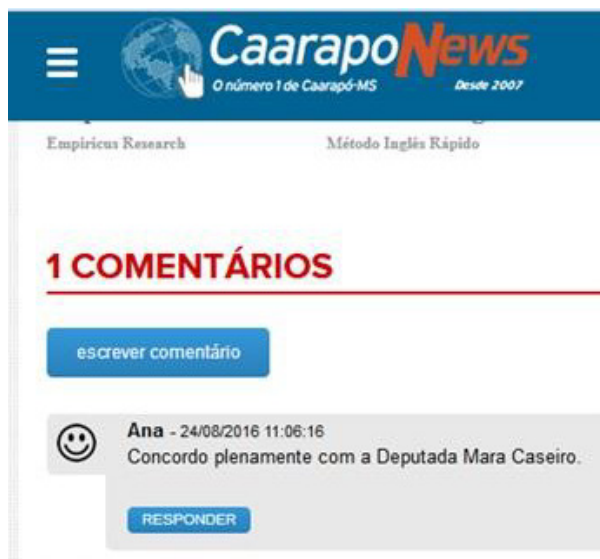 CaarapoNews
O número 1 de Caarapó-MS Desde 2007
Empiricus Research Método Inglês Rápido
1 COMENTÁRIOS
escrever comentário
Ana - 24/08/2016 11:06:16
Concordo plenamente com a Deputada Mara Caseiro.
RESPONDER